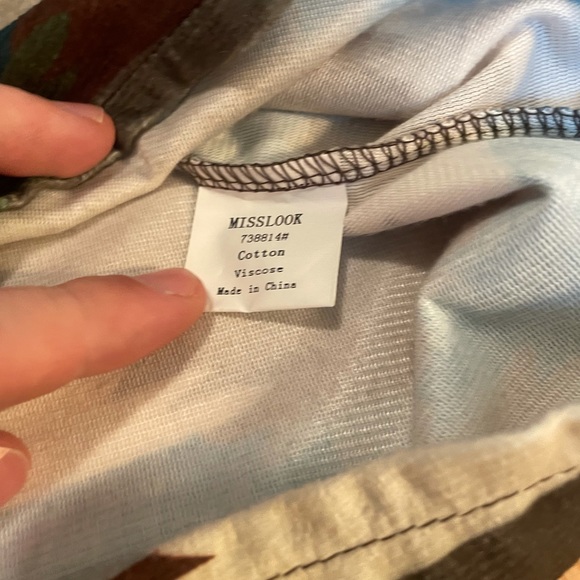 MISSLOOK
738814#
Cotton
Viscose
Made in China